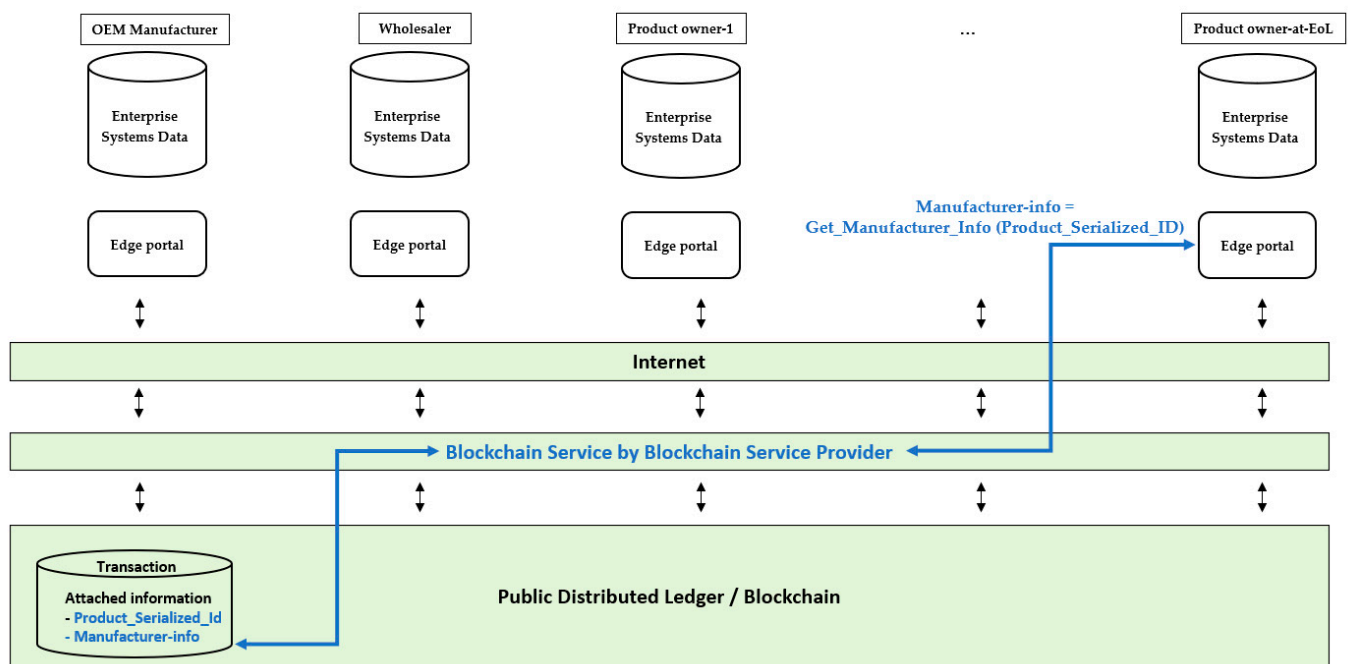 OEM Manufacturer
Wholesaler
Product owner-1
...
Product owner-at-EoL
Enterprise
Systems Data
Enterprise
Systems Data
Enterprise
Systems Data
Enterprise
Systems Data
Manufacturer-info =
Get_Manufacturer_Info (Product_Serialized_ID)
Edge portal
Edge portal
Edge portal
Edge portal
Internet
Blockchain Service by Blockchain Service Provider
Transaction
Attached information
- Product_Serialized_Id
- Manufacturer-info
Public Distributed Ledger / Blockchain